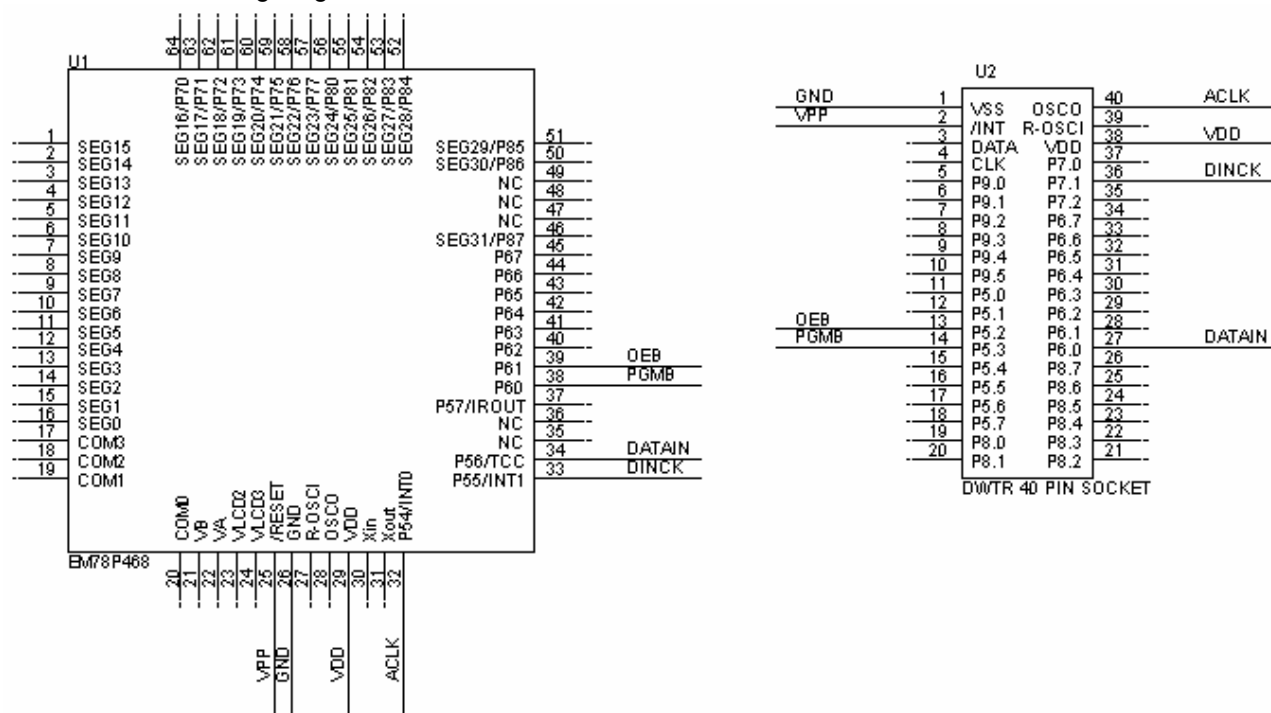 U1
64 SEG16/P70
63 SEG17/P71
62 SEG18/P72
61 SEG19/P73
60 SEG20/P74
59 SEG21/P75
58 SEG22/P76
57 SEG23/P77
56 SEG24/P80
55 SEG25/P81
54 SEG26/P82
53 SEG27/P83
52 SEG28/P84
1 SEG15
2 SEG14
3 SEG13
4 SEG12
5 SEG11
6 SEG10
7 SEG9
8 SEG8
9 SEG7
10 SEG6
11 SEG5
12 SEG4
13 SEG3
14 SEG2
15 SEG1
16 SEG0
17 COM3
18 COM2
19 COM1
SEG29/P85 51
SEG30/P86 50
NC 49
NC 48
NC 47
SEG31/P87 46
P67 45
P66 44
P65 43
P64 42
P63 41
P62 40
P61 39 OEB
P60 38 PGMB
P57/IROUT 37
NC 36
NC 35
P56/TCC 34 DATAIN
P55/INT1 33 DINCK
COM0 20
VB 21
VA 22
VLCD2 23
VLCD3 24
/RESET 25 VPP
GND 26 GND
R-OSCI 27
OSCO 28
VDD 29 VDD
Xin 30
Xout 31
P54/INT0 32 ACLK
EM78P468
U2
GND 1 VSS OSCO 40 ACLK
VPP 2 /INT R-OSCI 39
3 DATA VDD 38 VDD
4 CLK P7.0 37
5 P9.0 P7.1 36 DINCK
6 P9.1 P7.2 35
7 P9.2 P6.7 34
8 P9.3 P6.6 33
9 P9.4 P6.5 32
10 P9.5 P6.4 31
11 P5.0 P6.3 30
12 P5.1 P6.2 29
OEB 13 P5.2 P6.1 28
PGMB 14 P5.3 P6.0 27 DATAIN
15 P5.4 P8.7 26
16 P5.5 P8.6 25
17 P5.6 P8.5 24
18 P5.7 P8.4 23
19 P8.0 P8.3 22
20 P8.1 P8.2 21
DWTR 40 PIN SOCKET